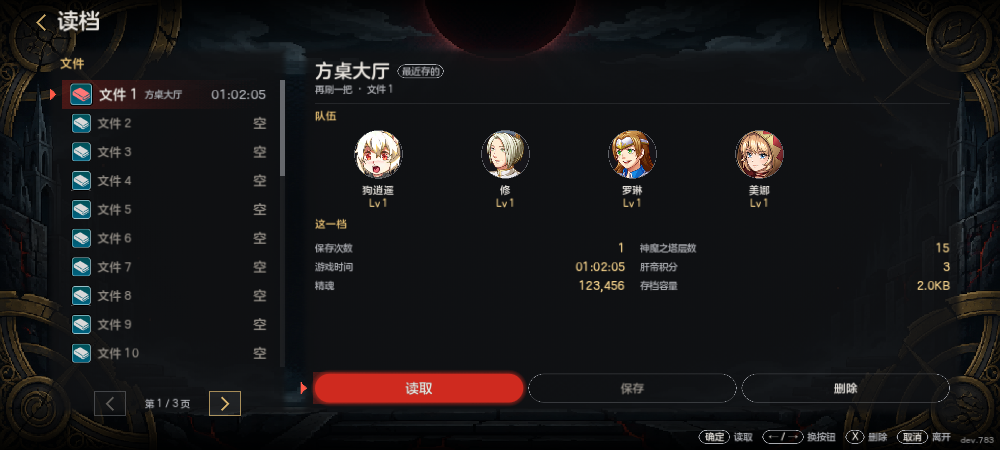 读档
文件
文件 1 方桌大厅 01:02:05
文件 2 空
文件 3 空
文件 4 空
文件 5 空
文件 6 空
文件 7 空
文件 8 空
文件 9 空
文件 10 空
第 1 / 3 页
方桌大厅 最近存的
再刷一把 · 文件 1
队伍
狗逍遥 修 罗琳 美娜
Lv 1 Lv 1 Lv 1 Lv 1
这一档
保存次数 1 神魔之塔层数 15
游戏时间 01:02:05 肝帝积分 3
精魂 123,456 存档容量 2.0KB
读取 保存 删除
确定 读取 ←/→ 换按钮 X 删除 取消 离开
dev.783